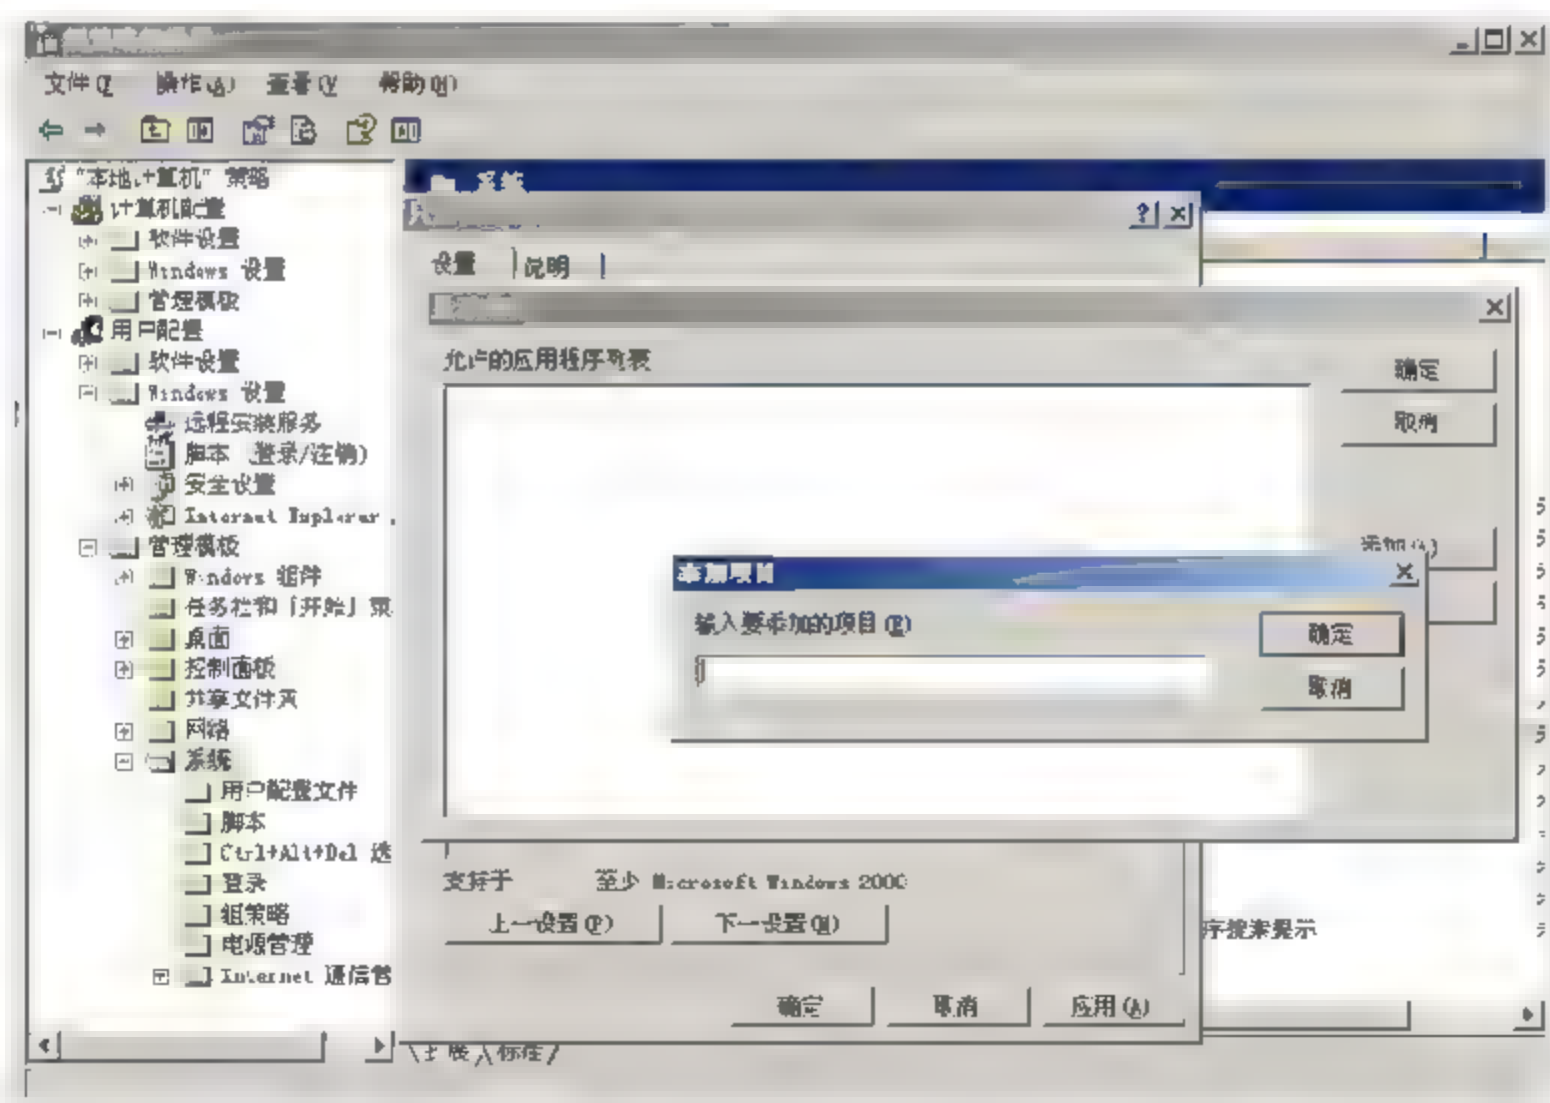 文件(F) 操作(A) 查看(V) 帮助(H)
"本地计算机" 策略
计算机配置
软件设置
Windows 设置
管理模板
用户配置
软件设置
Windows 设置
远程安装服务
脚本 (登录/注销)
安全设置
Internet Explorer
管理模板
Windows 组件
任务栏和「开始」菜
桌面
控制面板
共享文件夹
网络
系统
用户配置文件
脚本
Ctrl+Alt+Del 选
登录
组策略
电源管理
Internet 通信管
系统
设置 说明
允许的应用程序列表
确定
取消
添加(A)
添加项目
输入要添加的项目(E)
确定
取消
支持于 至少 Microsoft Windows 2000
上一设置(P) 下一设置(N)
序搜索提示
确定 取消 应用(A)
扩展 标准